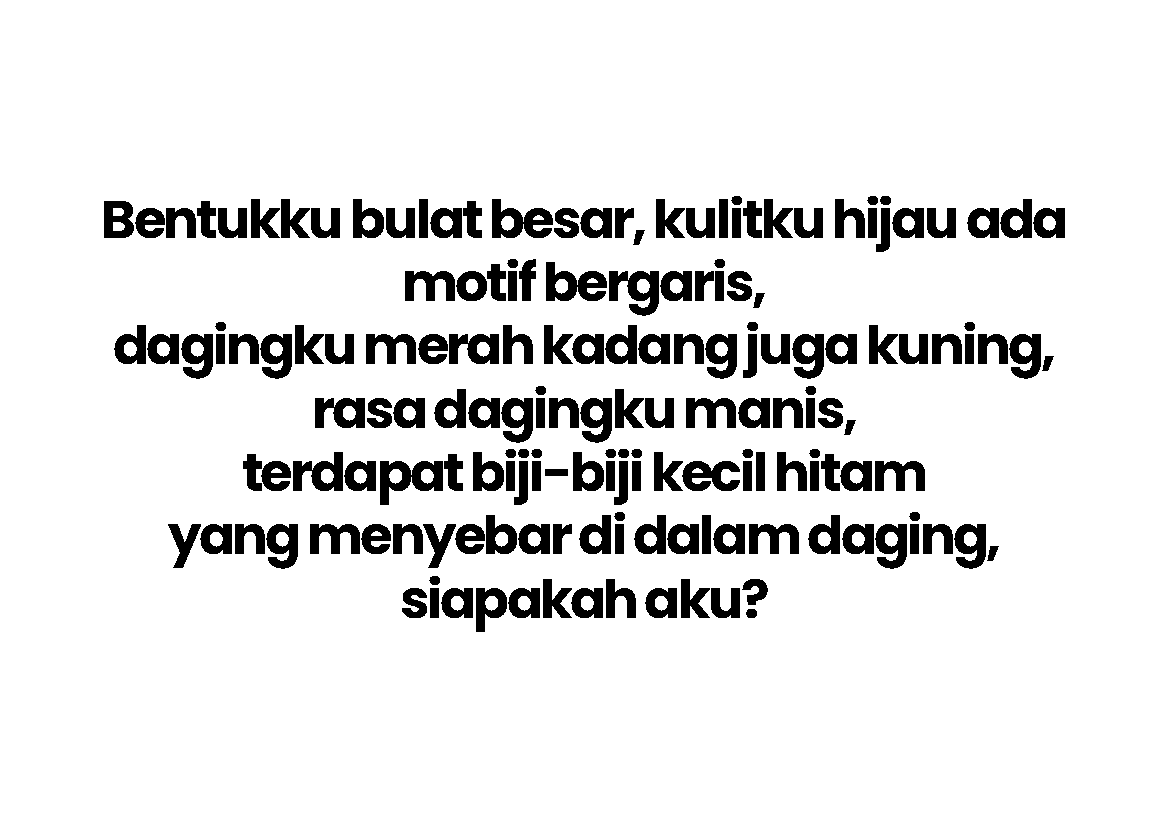 Bentukku bulat besar, kulitku hijau ada
motif bergaris,
dagingku merah kadang juga kuning,
rasa dagingku manis,
terdapat biji-biji kecil hitam
yang menyebar di dalam daging,
siapakah aku?